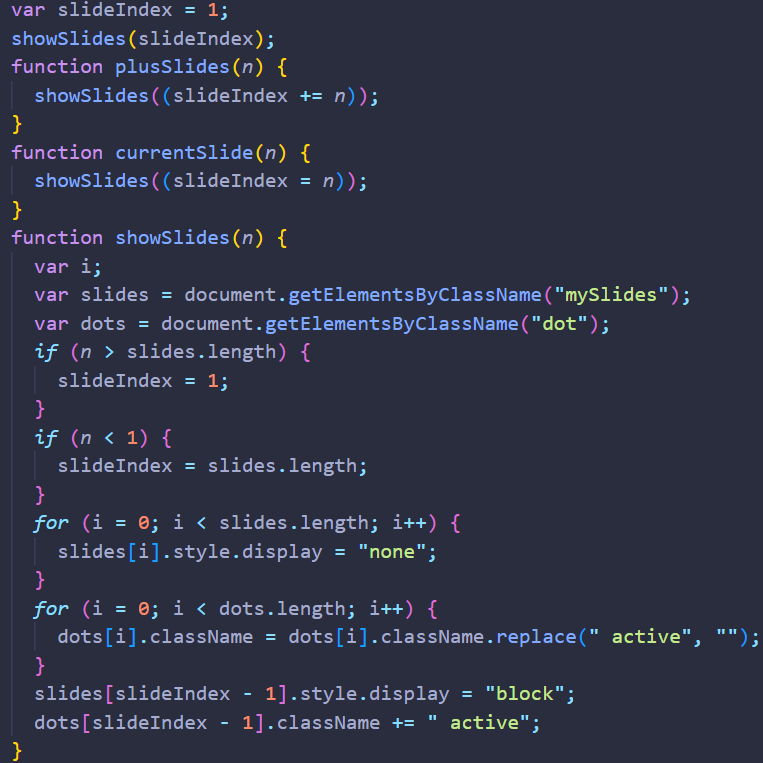 var slideIndex = 1;
showSlides(slideIndex);
function plusSlides(n) {
  showSlides((slideIndex += n));
}
function currentSlide(n) {
  showSlides((slideIndex = n));
}
function showSlides(n) {
  var i;
  var slides = document.getElementsByClassName("mySlides");
  var dots = document.getElementsByClassName("dot");
  if (n > slides.length) {
    slideIndex = 1;
  }
  if (n < 1) {
    slideIndex = slides.length;
  }
  for (i = 0; i < slides.length; i++) {
    slides[i].style.display = "none";
  }
  for (i = 0; i < dots.length; i++) {
    dots[i].className = dots[i].className.replace(" active", "");
  }
  slides[slideIndex - 1].style.display = "block";
  dots[slideIndex - 1].className += " active";
}